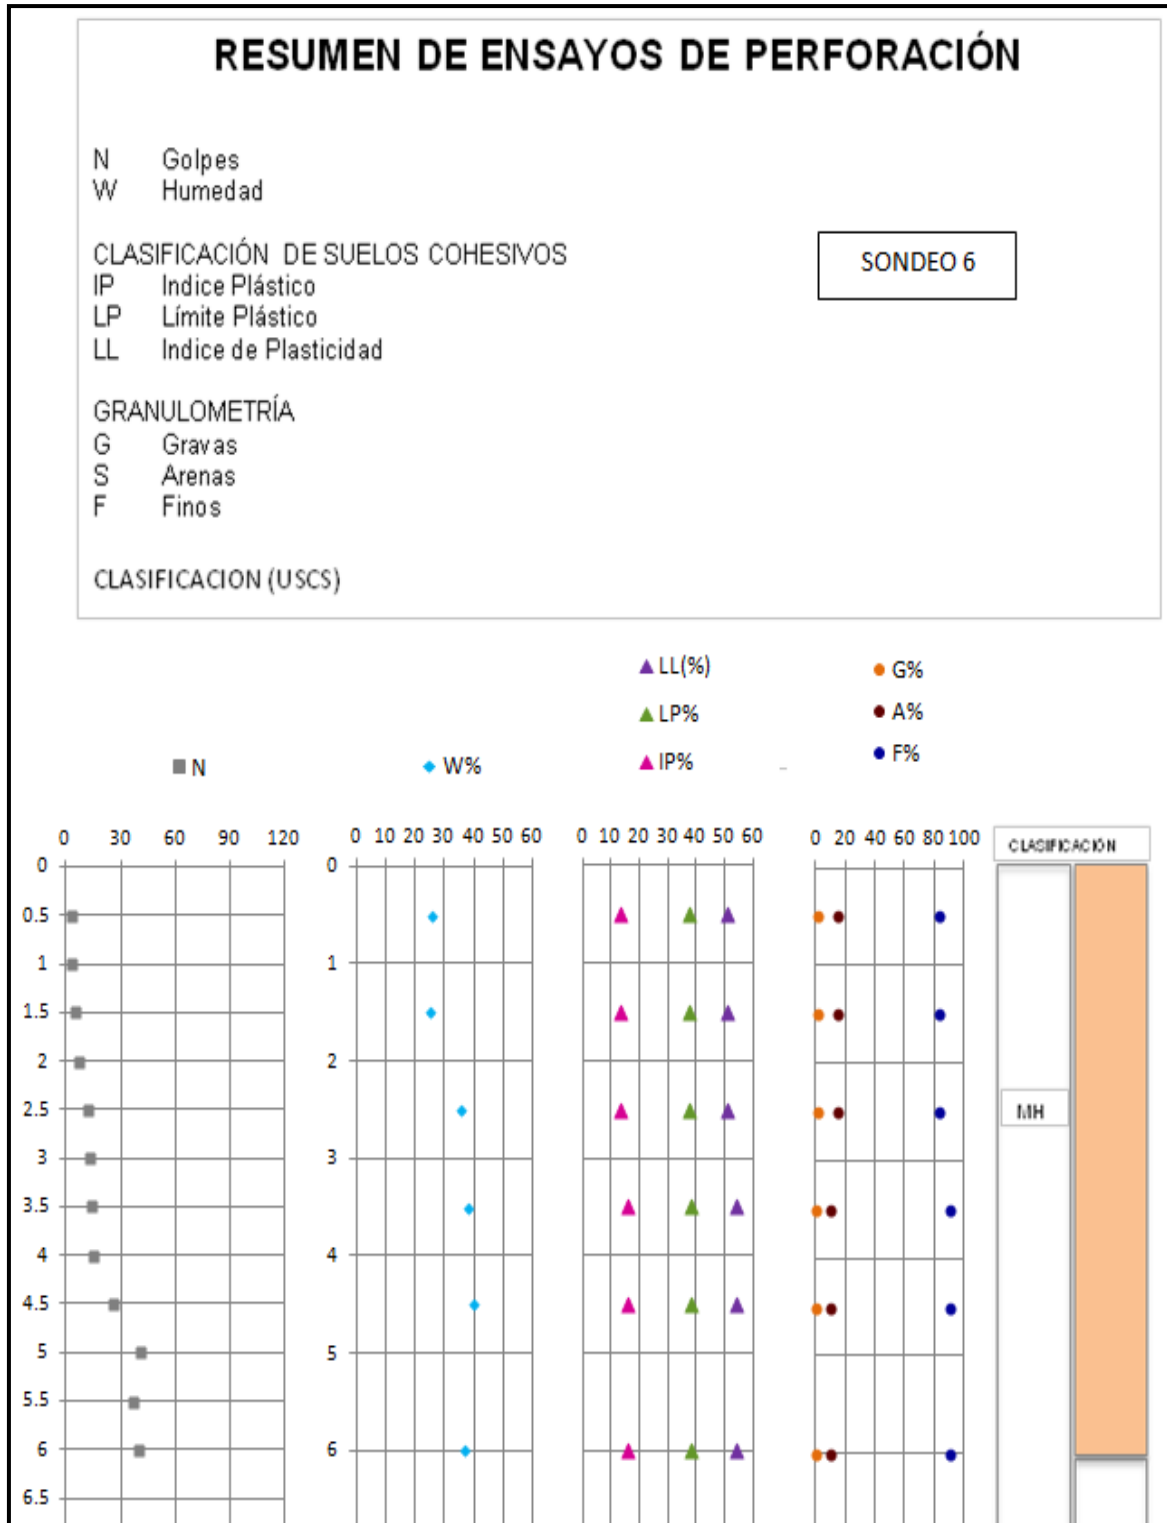 RESUMEN DE ENSAYOS DE PERFORACIÓN
N Golpes
W Humedad
CLASIFICACIÓN DE SUELOS COHESIVOS
IP Indice Plástico
LP Límite Plástico
LL Indice de Plasticidad
SONDEO 6
GRANULOMETRÍA
G Gravas
S Arenas
F Finos
CLASIFICACION (USCS)
LL(%) G%
LP% A%
N W% IP% F%
0 30 60 90 120 0 10 20 30 40 50 60 0 10 20 30 40 50 60 0 20 40 60 80 100 CLASIFICACIÓN
0 0
0.5
1 1
1.5
2 2
2.5 MH
3 3
3.5
4 4
4.5
5 5
5.5
6 6
6.5